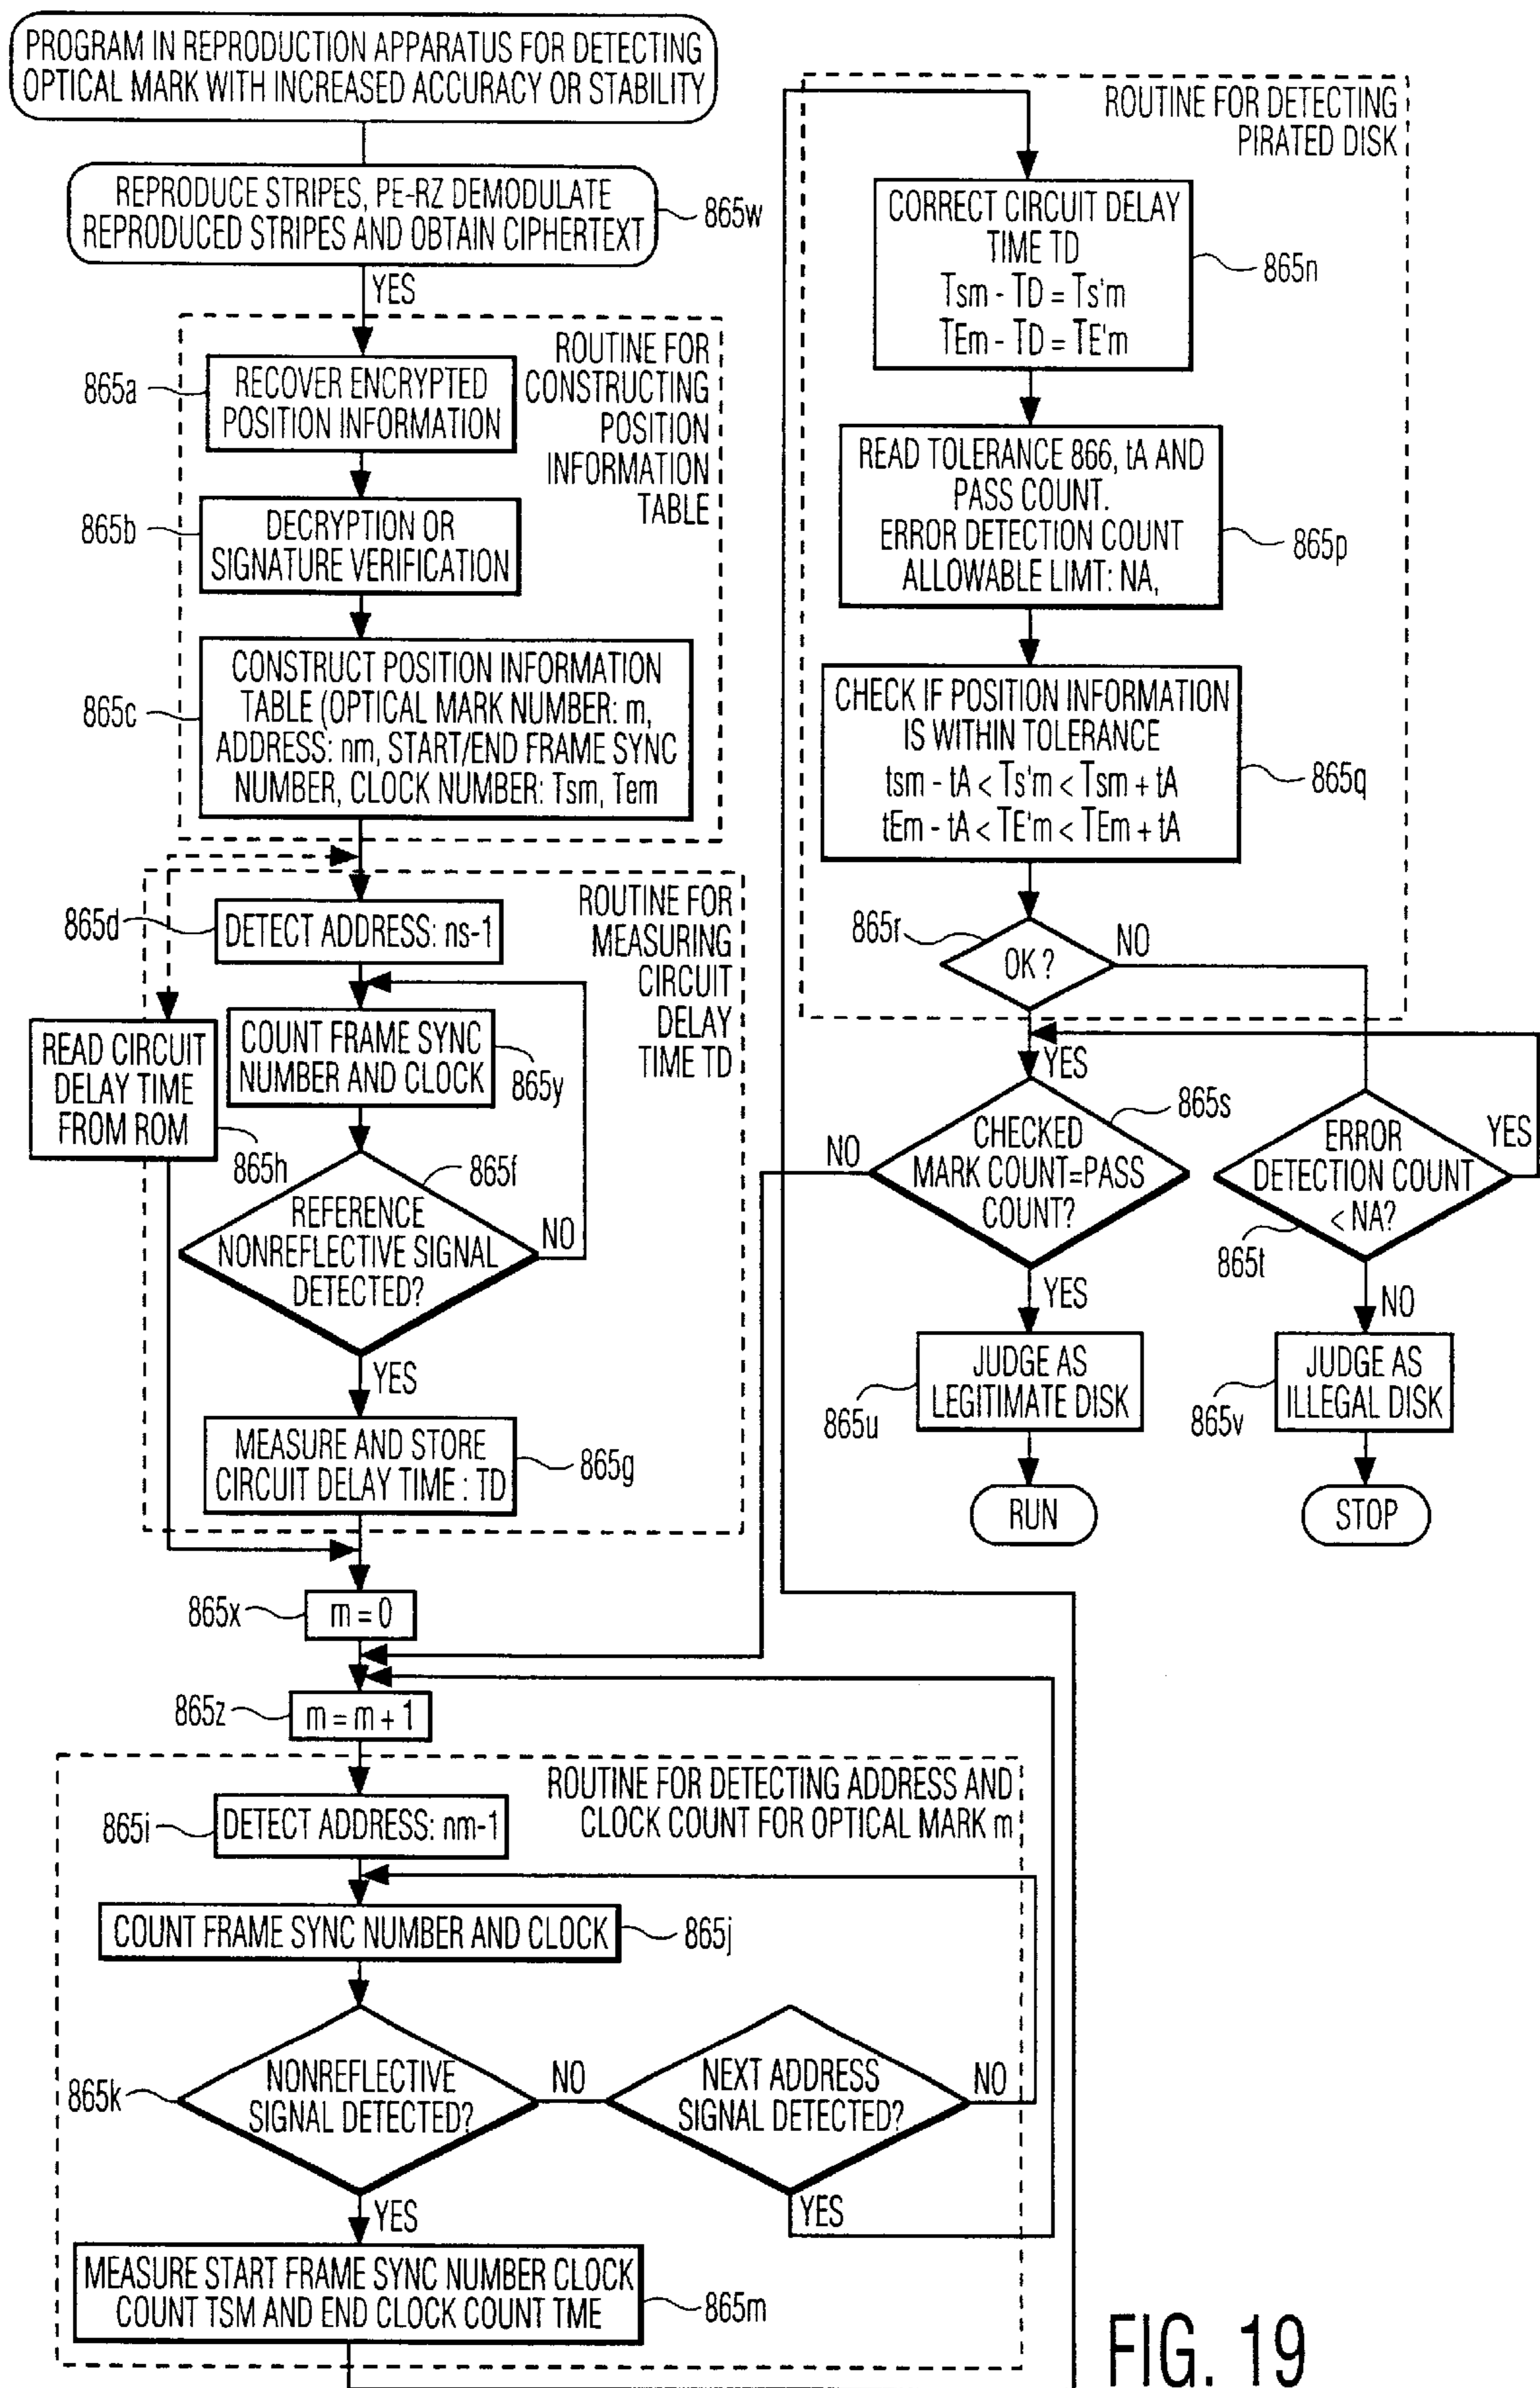 PROGRAM IN REPRODUCTION APPARATUS FOR DETECTING
OPTICAL MARK WITH INCREASED ACCURACY OR STABILITY
REPRODUCE STRIPES, PE-RZ DEMODULATE
REPRODUCED STRIPES AND OBTAIN CIPHERTEXT
865w
YES
ROUTINE FOR
CONSTRUCTING
POSITION
INFORMATION
TABLE
865a
RECOVER ENCRYPTED
POSITION INFORMATION
865b
DECRYPTION OR
SIGNATURE VERIFICATION
865c
CONSTRUCT POSITION INFORMATION
TABLE (OPTICAL MARK NUMBER: m,
ADDRESS: nm, START/END FRAME SYNC
NUMBER, CLOCK NUMBER: Tsm, Tem
ROUTINE FOR
MEASURING
CIRCUIT
DELAY
TIME TD
865d
DETECT ADDRESS: ns-1
COUNT FRAME SYNC
NUMBER AND CLOCK
865y
READ CIRCUIT
DELAY TIME
FROM ROM
865h
865f
REFERENCE
NONREFLECTIVE SIGNAL
DETECTED?
NO
YES
MEASURE AND STORE
CIRCUIT DELAY TIME : TD
865g
865x
m = 0
865z
m = m + 1
ROUTINE FOR DETECTING ADDRESS AND
CLOCK COUNT FOR OPTICAL MARK m
865i
DETECT ADDRESS: nm-1
COUNT FRAME SYNC NUMBER AND CLOCK
865j
865k
NONREFLECTIVE
SIGNAL DETECTED?
NO
NEXT ADDRESS
SIGNAL DETECTED?
NO
YES
YES
MEASURE START FRAME SYNC NUMBER CLOCK
COUNT TSM AND END CLOCK COUNT TME
865m
ROUTINE FOR DETECTING
PIRATED DISK
CORRECT CIRCUIT DELAY
TIME TD
Tsm - TD = Ts'm
TEm - TD = TE'm
865n
READ TOLERANCE 866, tA AND
PASS COUNT.
ERROR DETECTION COUNT
ALLOWABLE LIMT: NA,
865p
CHECK IF POSITION INFORMATION
IS WITHIN TOLERANCE
tsm - tA < Ts'm < Tsm + tA
tEm - tA < TE'm < TEm + tA
865q
865r
OK ?
NO
YES
865s
CHECKED
MARK COUNT=PASS
COUNT?
NO
YES
ERROR
DETECTION COUNT
< NA?
YES
865t
NO
JUDGE AS
LEGITIMATE DISK
865u
JUDGE AS
ILLEGAL DISK
865v
RUN
STOP
FIG. 19